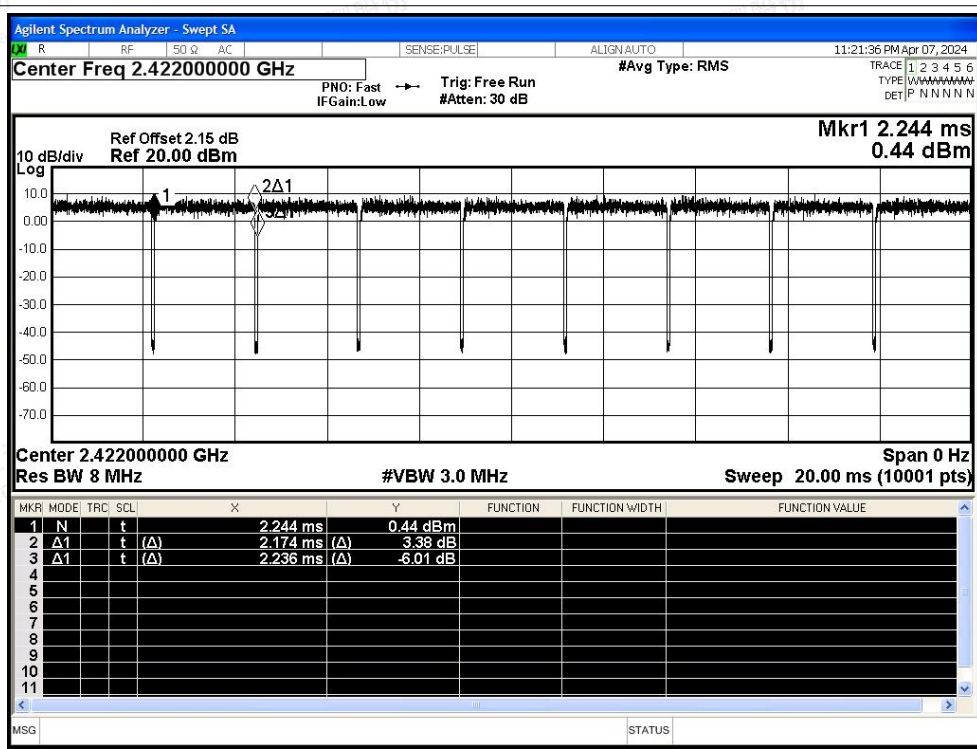 Agilent Spectrum Analyzer - Swept SA
LXI R RF 50 Ω AC SENSE:PULSE ALIGN AUTO 11:21:36 PM Apr 07, 2024
Center Freq 2.422000000 GHz #Avg Type: RMS TRACE 1 2 3 4 5 6
PNO: Fast Trig: Free Run TYPE WWWWWW
IFGain:Low #Atten: 30 dB DET P N N N N N
Mkr1 2.244 ms
Ref Offset 2.15 dB
10 dB/div Ref 20.00 dBm 0.44 dBm
Log
10.0
1
2Δ1
0.00
3Δ1
-10.0
-20.0
-30.0
-40.0
-50.0
-60.0
-70.0
Center 2.422000000 GHz Span 0 Hz
Res BW 8 MHz #VBW 3.0 MHz Sweep 20.00 ms (10001 pts)
MKR MODE TRC SCL X Y FUNCTION FUNCTION WIDTH FUNCTION VALUE
1 N t 2.244 ms 0.44 dBm
2 Δ1 t (Δ) 2.174 ms (Δ) 3.38 dB
3 Δ1 t (Δ) 2.236 ms (Δ) -6.01 dB
4
5
6
7
8
9
10
11
MSG STATUS